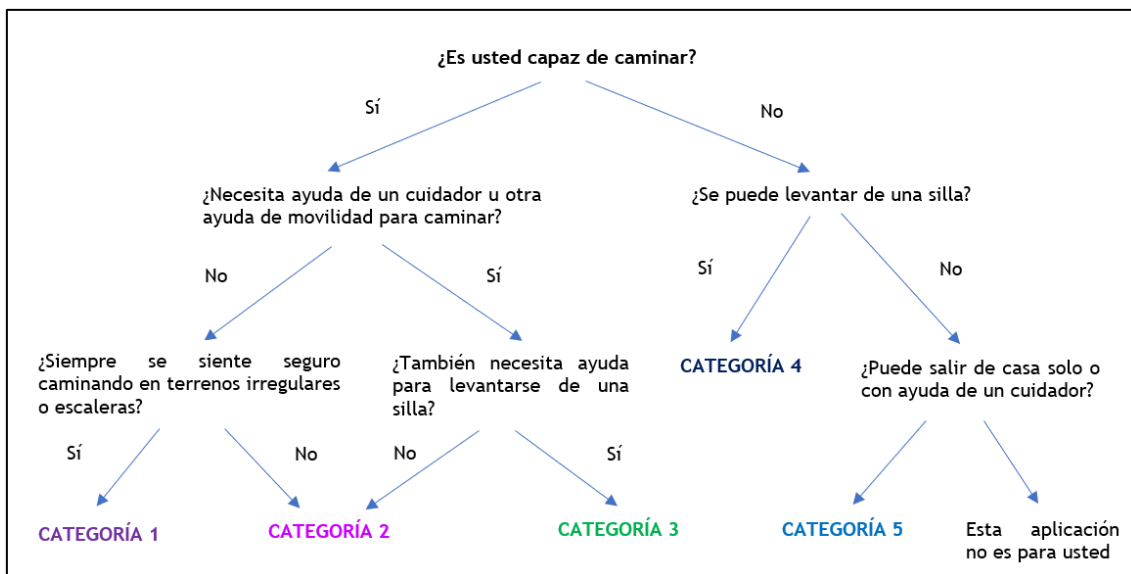 ¿Es usted capaz de caminar?
Sí
No
¿Necesita ayuda de un cuidador u otra
ayuda de movilidad para caminar?
¿Se puede levantar de una silla?
No
Sí
Sí
No
¿Siempre se siente seguro
caminando en terrenos irregulares
o escaleras?
¿También necesita ayuda
para levantarse de una
silla?
CATEGORÍA 4
¿Puede salir de casa solo o
con ayuda de un cuidador?
Sí
No
No
Sí
CATEGORÍA 1
CATEGORÍA 2
CATEGORÍA 3
CATEGORÍA 5
Esta aplicación
no es para usted